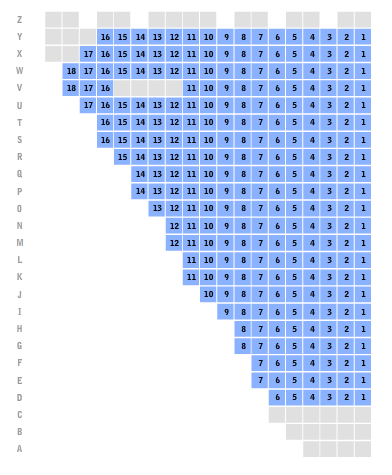 Z
Y 16 15 14 13 12 11 10 9 8 7 6 5 4 3 2 1
X 17 16 15 14 13 12 11 10 9 8 7 6 5 4 3 2 1
W 18 17 16 15 14 13 12 11 10 9 8 7 6 5 4 3 2 1
V 18 17 16 11 10 9 8 7 6 5 4 3 2 1
U 17 16 15 14 13 12 11 10 9 8 7 6 5 4 3 2 1
T 16 15 14 13 12 11 10 9 8 7 6 5 4 3 2 1
S 16 15 14 13 12 11 10 9 8 7 6 5 4 3 2 1
R 15 14 13 12 11 10 9 8 7 6 5 4 3 2 1
Q 14 13 12 11 10 9 8 7 6 5 4 3 2 1
P 14 13 12 11 10 9 8 7 6 5 4 3 2 1
O 13 12 11 10 9 8 7 6 5 4 3 2 1
N 12 11 10 9 8 7 6 5 4 3 2 1
M 12 11 10 9 8 7 6 5 4 3 2 1
L 11 10 9 8 7 6 5 4 3 2 1
K 11 10 9 8 7 6 5 4 3 2 1
J 10 9 8 7 6 5 4 3 2 1
I 9 8 7 6 5 4 3 2 1
H 8 7 6 5 4 3 2 1
G 8 7 6 5 4 3 2 1
F 7 6 5 4 3 2 1
E 7 6 5 4 3 2 1
D 6 5 4 3 2 1
C
B
A